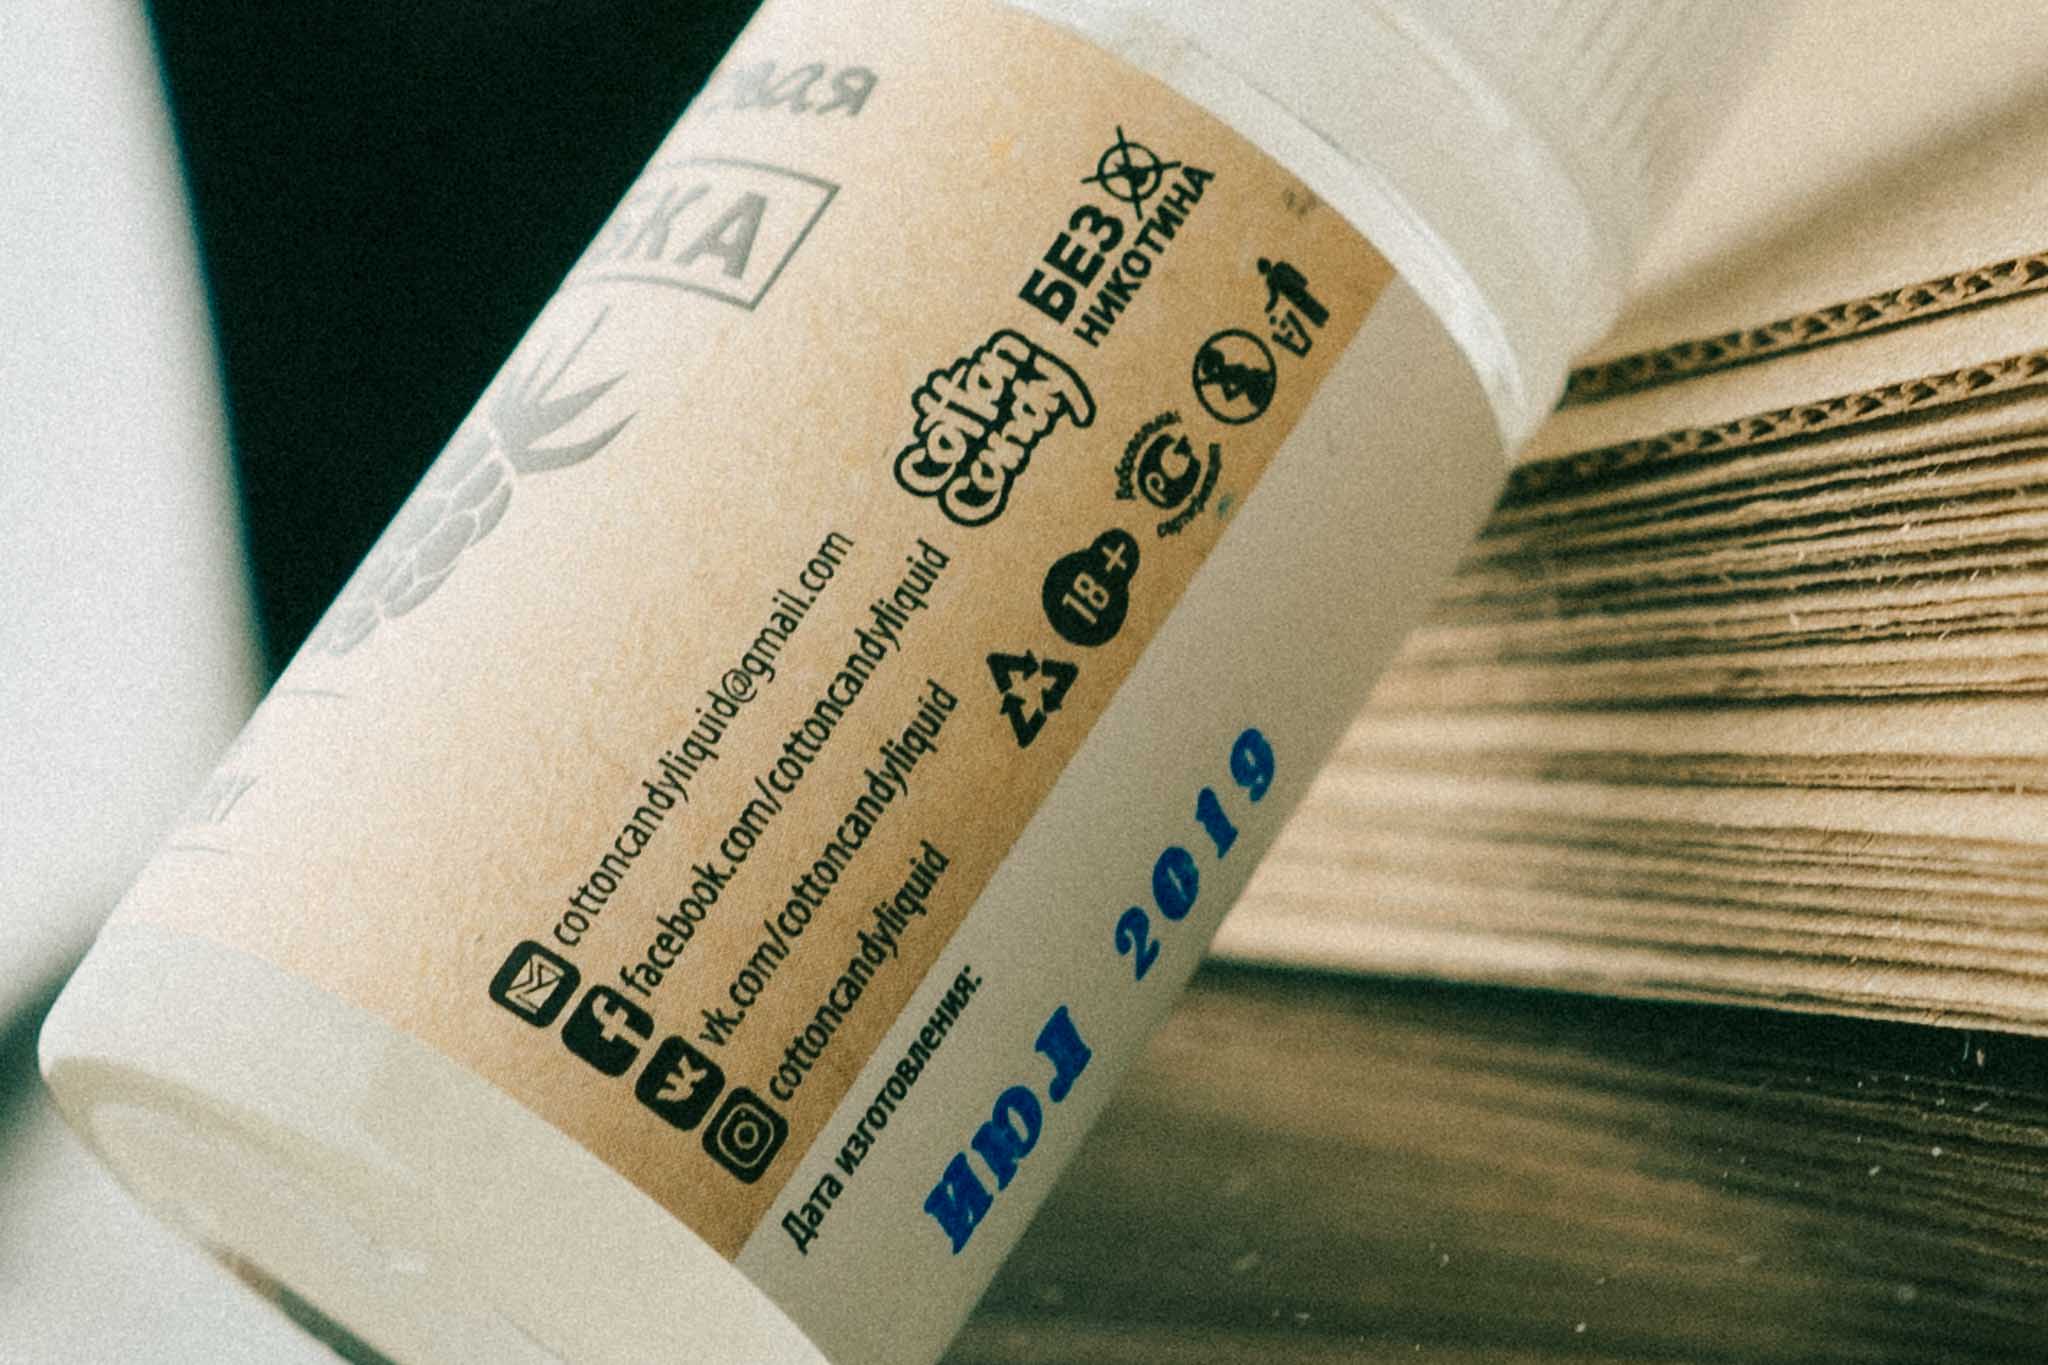 БЕЗ
НИКОТИНА
Cotton
Candy
18+
cottoncandyliquid@gmail.com
facebook.com/cottoncandyliquid
vk.com/cottoncandyliquid
cottoncandyliquid
Дата изготовления:
ИЮЛ 2019